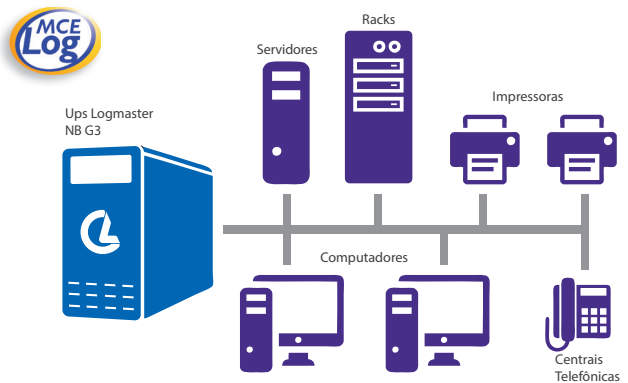 MCE
Log
Racks
Servidores
Impressoras
Ups Logmaster
NB G3
Computadores
Centrais
Telefônicas